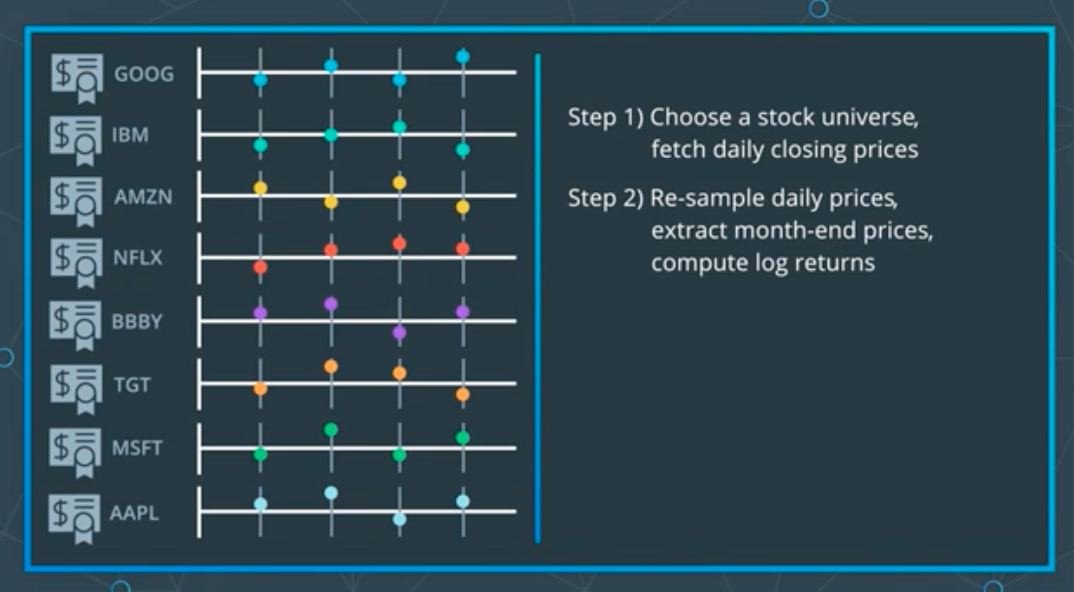 GOOG
IBM
AMZN
NFLX
BBBY
TGT
MSFT
AAPL
Step 1) Choose a stock universe,
fetch daily closing prices
Step 2) Re-sample daily prices,
extract month-end prices,
compute log returns